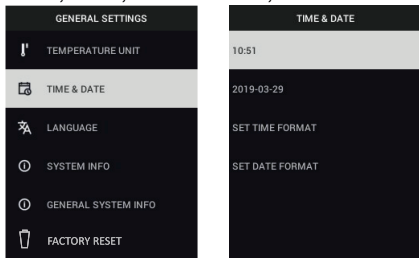 GENERAL SETTINGS
TEMPERATURE UNIT
TIME & DATE
LANGUAGE
SYSTEM INFO
GENERAL SYSTEM INFO
FACTORY RESET
TIME & DATE
10:51
2019-03-29
SET TIME FORMAT
SET DATE FORMAT